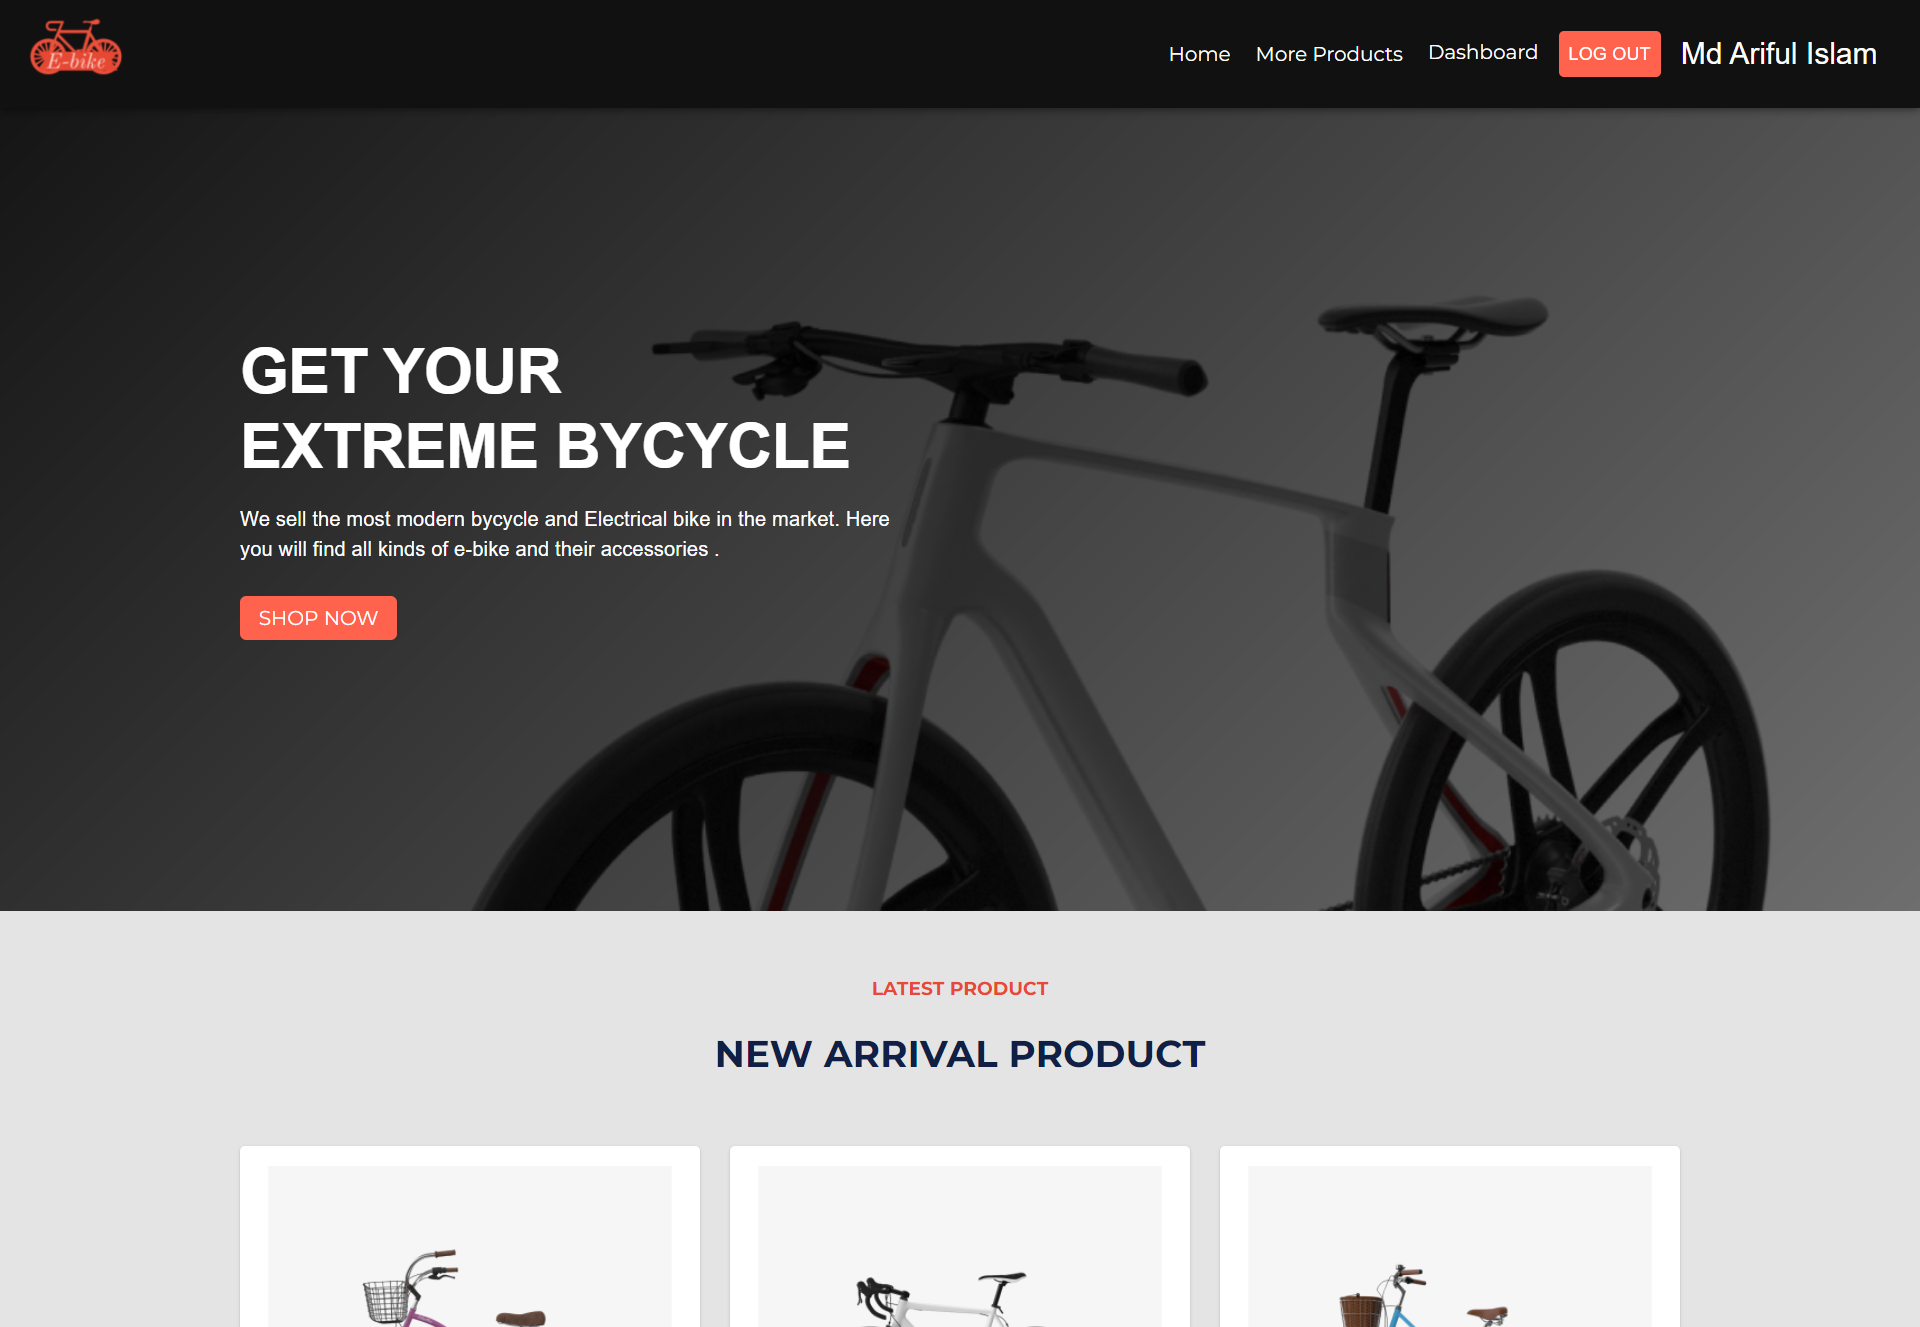 E-bike
Home
More Products
Dashboard
LOG OUT
Md Ariful Islam
GET YOUR
EXTREME BYCYCLE
We sell the most modern bycycle and Electrical bike in the market. Here
you will find all kinds of e-bike and their accessories .
SHOP NOW
LATEST PRODUCT
NEW ARRIVAL PRODUCT